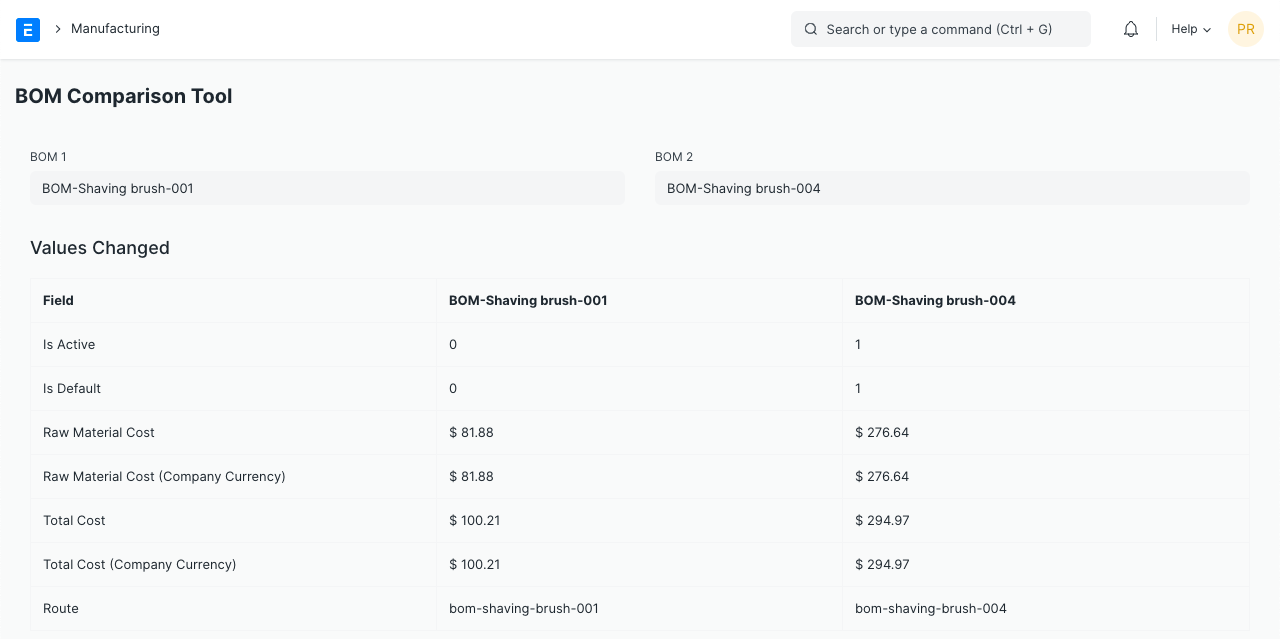 E
Manufacturing
Search or type a command (Ctrl + G)
Help
PR
BOM Comparison Tool
BOM 1
BOM 2
BOM-Shaving brush-001
BOM-Shaving brush-004
Values Changed
Field BOM-Shaving brush-001 BOM-Shaving brush-004
Is Active 0 1
Is Default 0 1
Raw Material Cost $ 81.88 $ 276.64
Raw Material Cost (Company Currency) $ 81.88 $ 276.64
Total Cost $ 100.21 $ 294.97
Total Cost (Company Currency) $ 100.21 $ 294.97
Route bom-shaving-brush-001 bom-shaving-brush-004